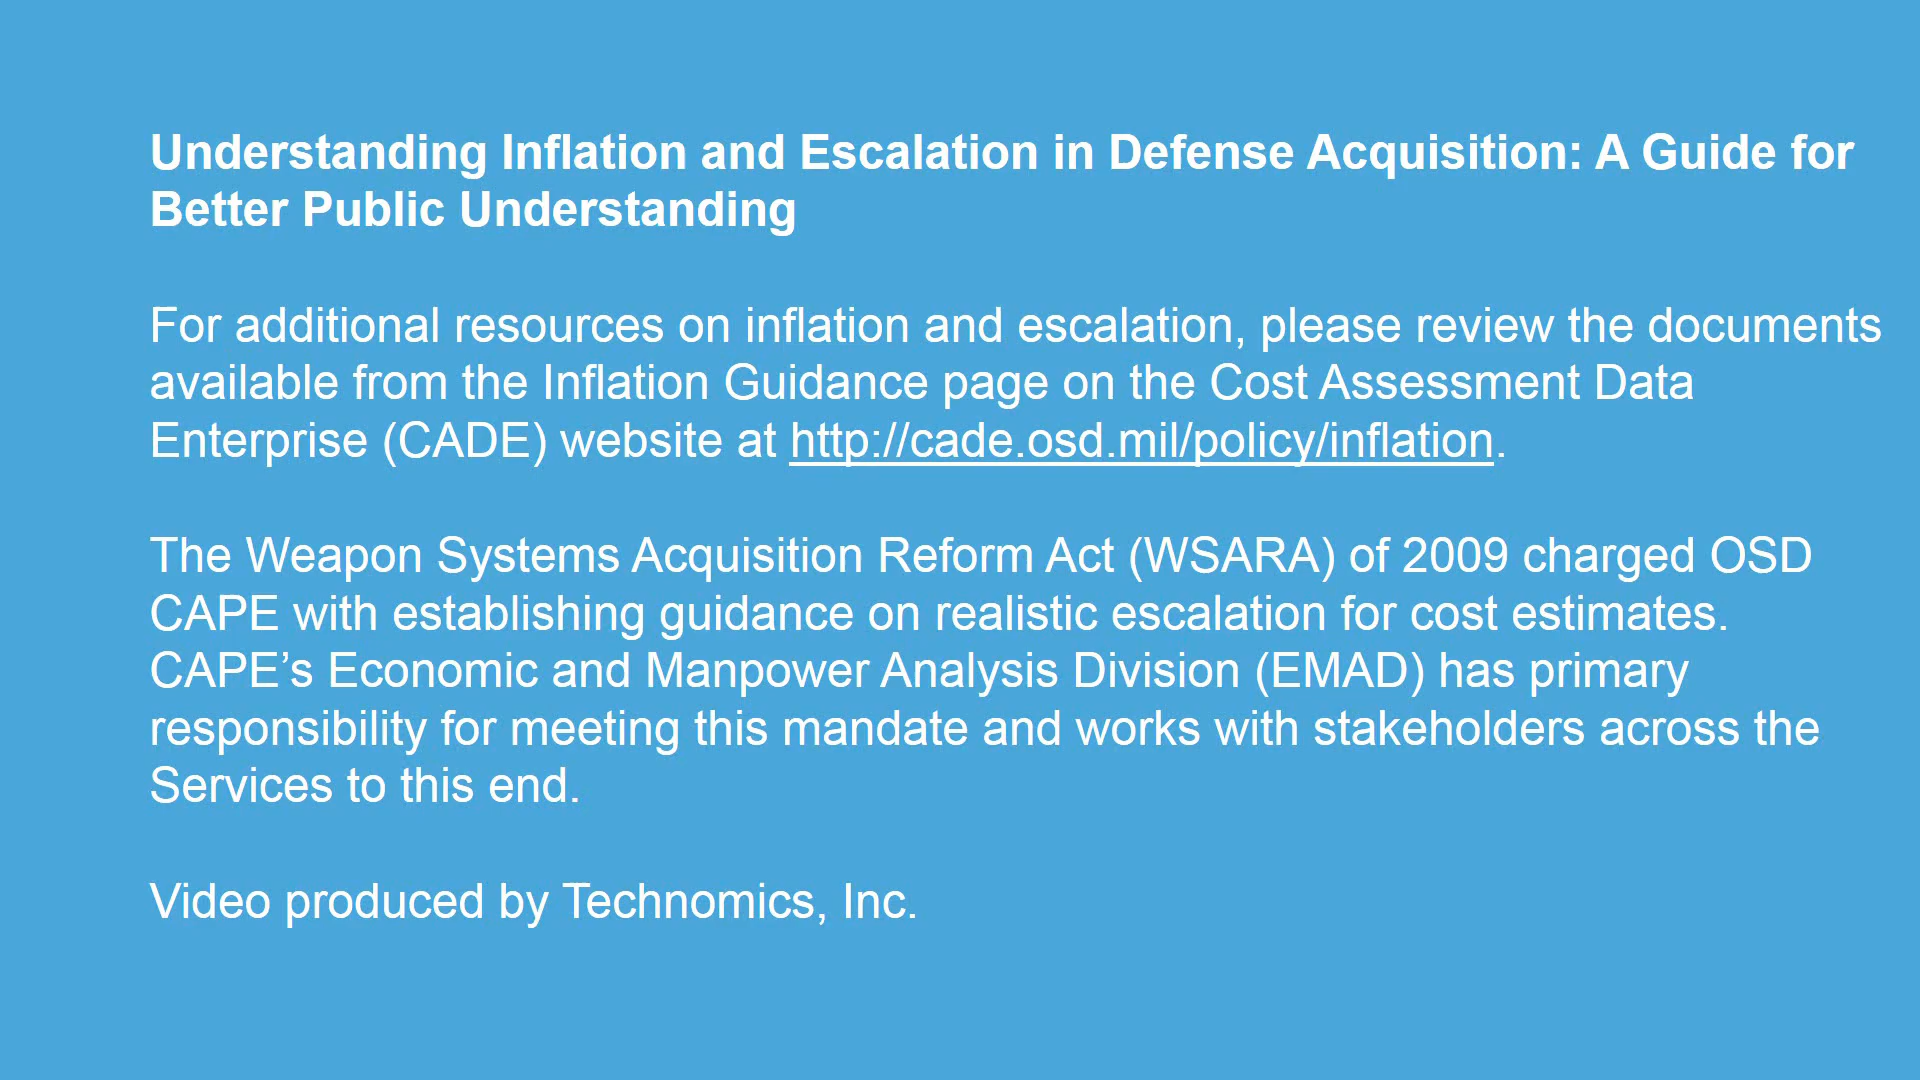 Understanding Inflation and Escalation in Defense Acquisition: A Guide for
Better Public Understanding
For additional resources on inflation and escalation, please review the documents
available from the Inflation Guidance page on the Cost Assessment Data
Enterprise (CADE) website at http://cade.osd.mil/policy/inflation.
The Weapon Systems Acquisition Reform Act (WSARA) of 2009 charged OSD
CAPE with establishing guidance on realistic escalation for cost estimates.
CAPE’s Economic and Manpower Analysis Division (EMAD) has primary
responsibility for meeting this mandate and works with stakeholders across the
Services to this end.
Video produced by Technomics, Inc.